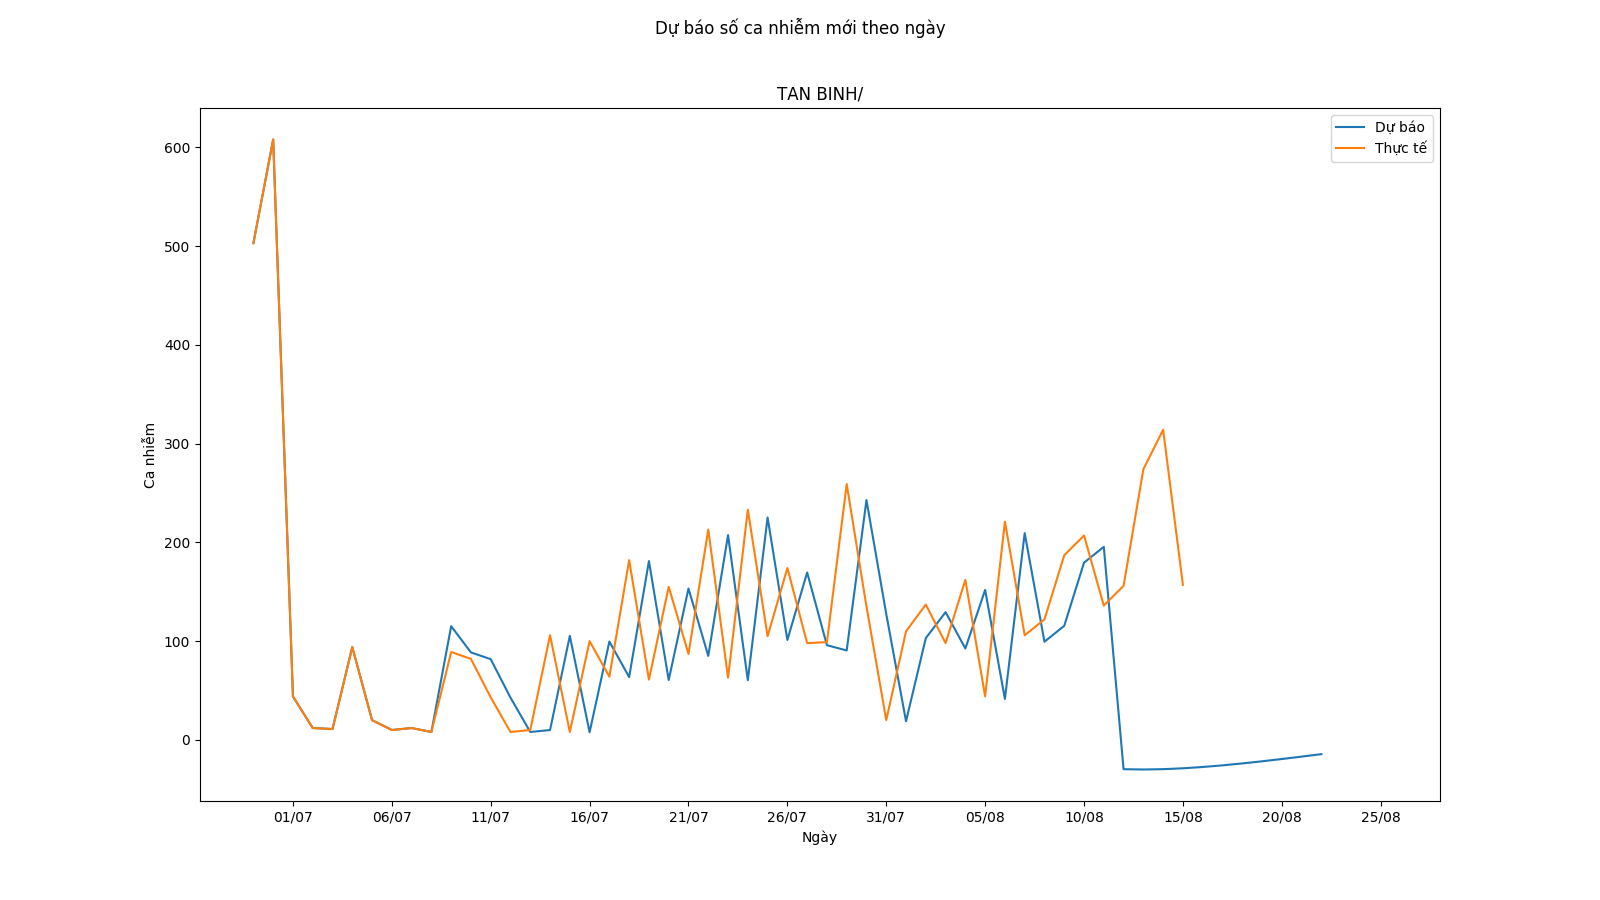 Dự báo số ca nhiễm mới theo ngày
TAN BINH/
Dự báo
Thực tế
600
500
400
300
200
100
0
Ca nhiễm
01/07 06/07 11/07 16/07 21/07 26/07 31/07 05/08 10/08 15/08 20/08 25/08
Ngày